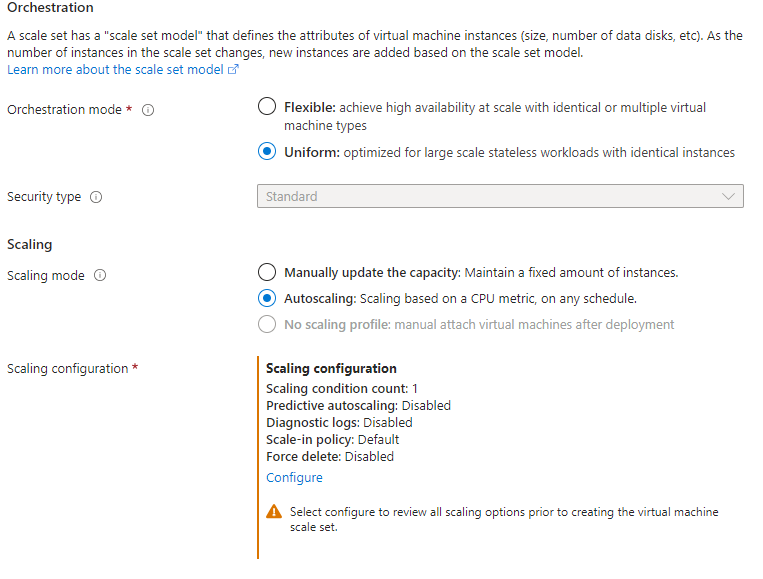 Orchestration
A scale set has a "scale set model" that defines the attributes of virtual machine instances (size, number of data disks, etc). As the
number of instances in the scale set changes, new instances are added based on the scale set model.
Learn more about the scale set model
Orchestration mode *
Flexible: achieve high availability at scale with identical or multiple virtual
machine types
Uniform: optimized for large scale stateless workloads with identical instances
Security type
Standard
Scaling
Scaling mode
Manually update the capacity: Maintain a fixed amount of instances.
Autoscaling: Scaling based on a CPU metric, on any schedule.
No scaling profile: manual attach virtual machines after deployment
Scaling configuration *
Scaling configuration
Scaling condition count: 1
Predictive autoscaling: Disabled
Diagnostic logs: Disabled
Scale-in policy: Default
Force delete: Disabled
Configure
Select configure to review all scaling options prior to creating the virtual machine
scale set.